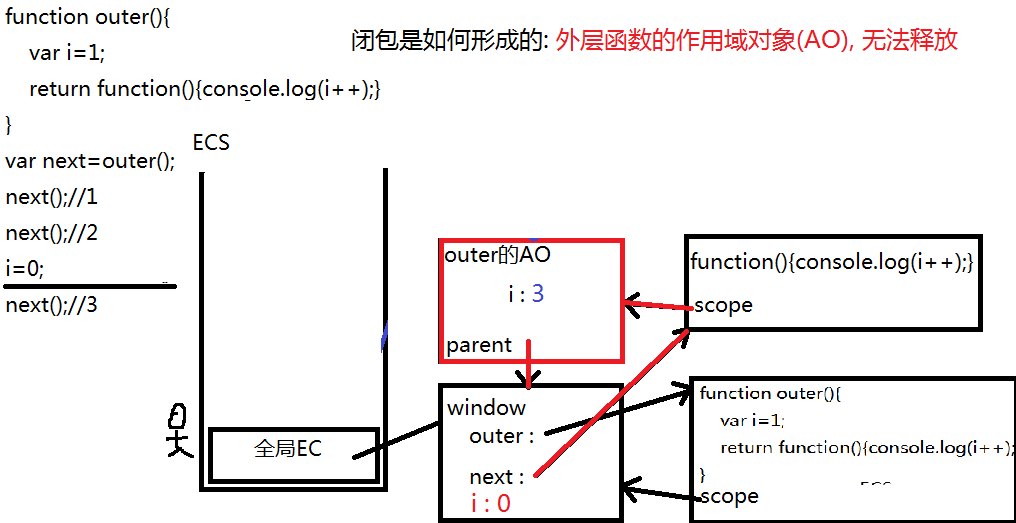 function outer(){
var i=1;
return function(){console.log(i++);}
}
var next=outer();
next();//1
next();//2
i=0;
next();//3
闭包是如何形成的: 外层函数的作用域对象(AO), 无法释放
ECS
全局EC
outer的AO
i : 3
parent
window
outer :
next :
i : 0
function(){console.log(i++);}
scope
function outer(){
var i=1;
return function(){console.log(i++);
}
scope